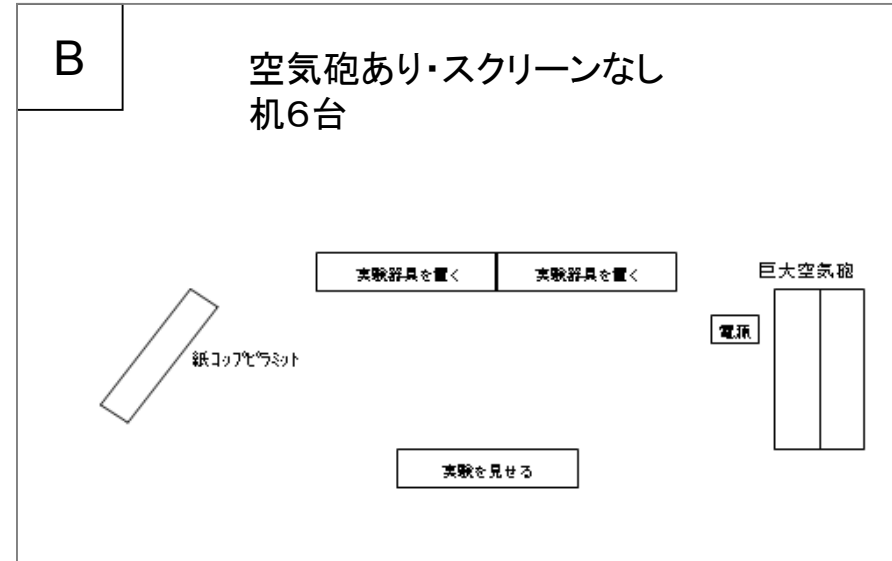 B
空気砲あり・スクリーンなし
机6台
実験器具を置く
実験器具を置く
巨大空気砲
電源
紙コップピラミット
実験を見せる